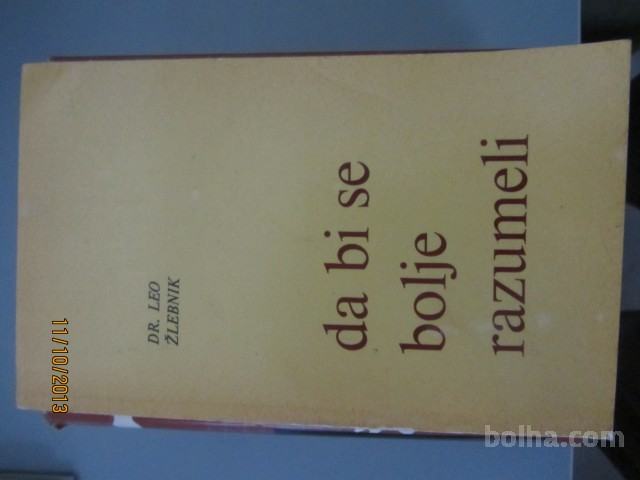 DR. LEO
ŽLEBNIK
da bi se
bolje
razumeli
11/10/2013
bolha.com